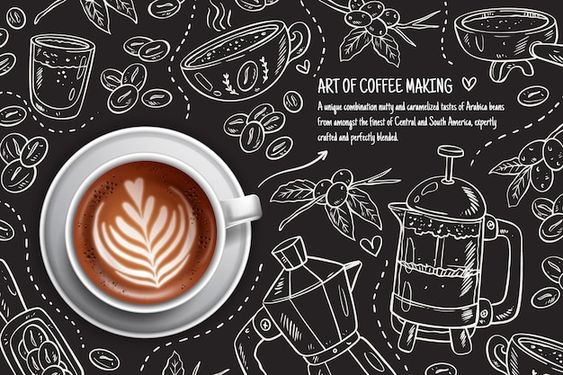 ART OF COFFEE MAKING
A unique combination nutty and caramelized tastes of Arabica beans
from amongst the finest of Central and South America, expertly
crafted and perfectly blended.